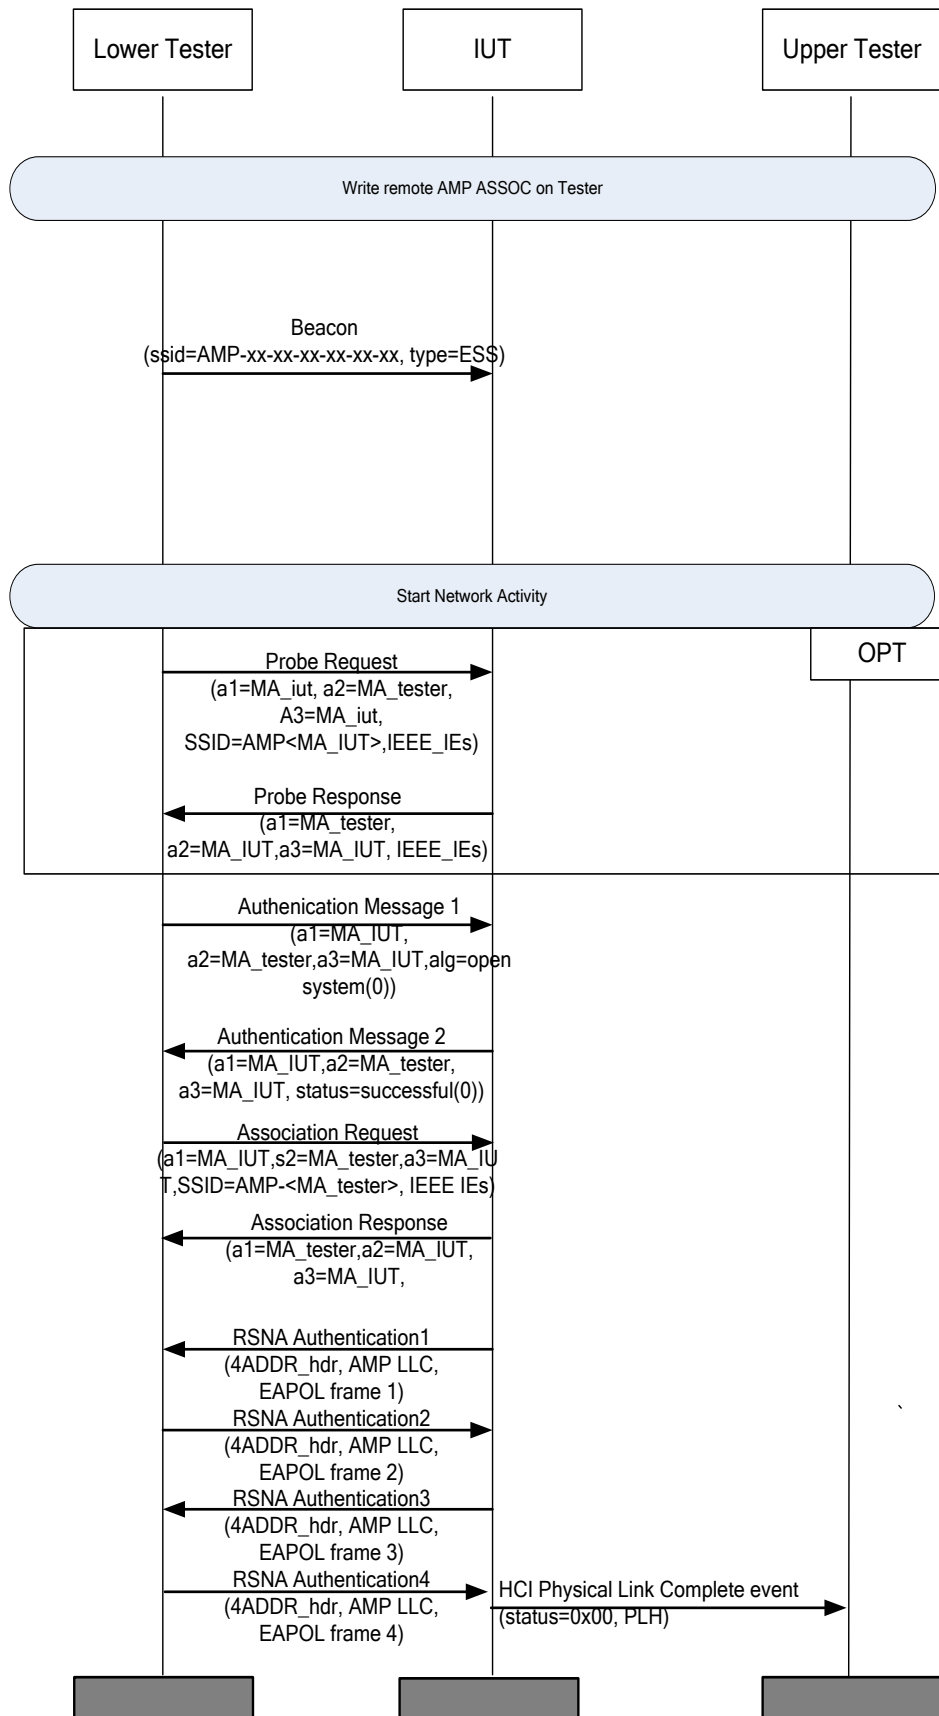 Lower Tester
IUT
Upper Tester
Write remote AMP ASSOC on Tester
Beacon
(ssid=AMP-xx-xx-xx-xx-xx-xx, type=ESS)
Start Network Activity
OPT
Probe Request
(a1=MA_iut, a2=MA_tester,
A3=MA_iut,
SSID=AMP<MA_IUT>,IEEE_IEs)
Probe Response
(a1=MA_tester,
a2=MA_IUT,a3=MA_IUT, IEEE_IEs)
Authenication Message 1
(a1=MA_IUT,
a2=MA_tester,a3=MA_IUT,alg=open
system(0))
Authentication Message 2
(a1=MA_IUT,a2=MA_tester,
a3=MA_IUT, status=successful(0))
Association Request
(a1=MA_IUT,s2=MA_tester,a3=MA_IU
T,SSID=AMP-<MA_tester>, IEEE IEs)
Association Response
(a1=MA_tester,a2=MA_IUT,
a3=MA_IUT,
RSNA Authentication1
(4ADDR_hdr, AMP LLC,
EAPOL frame 1)
RSNA Authentication2
(4ADDR_hdr, AMP LLC,
EAPOL frame 2)
RSNA Authentication3
(4ADDR_hdr, AMP LLC,
EAPOL frame 3)
RSNA Authentication4
(4ADDR_hdr, AMP LLC,
EAPOL frame 4)
HCI Physical Link Complete event
(status=0x00, PLH)
`